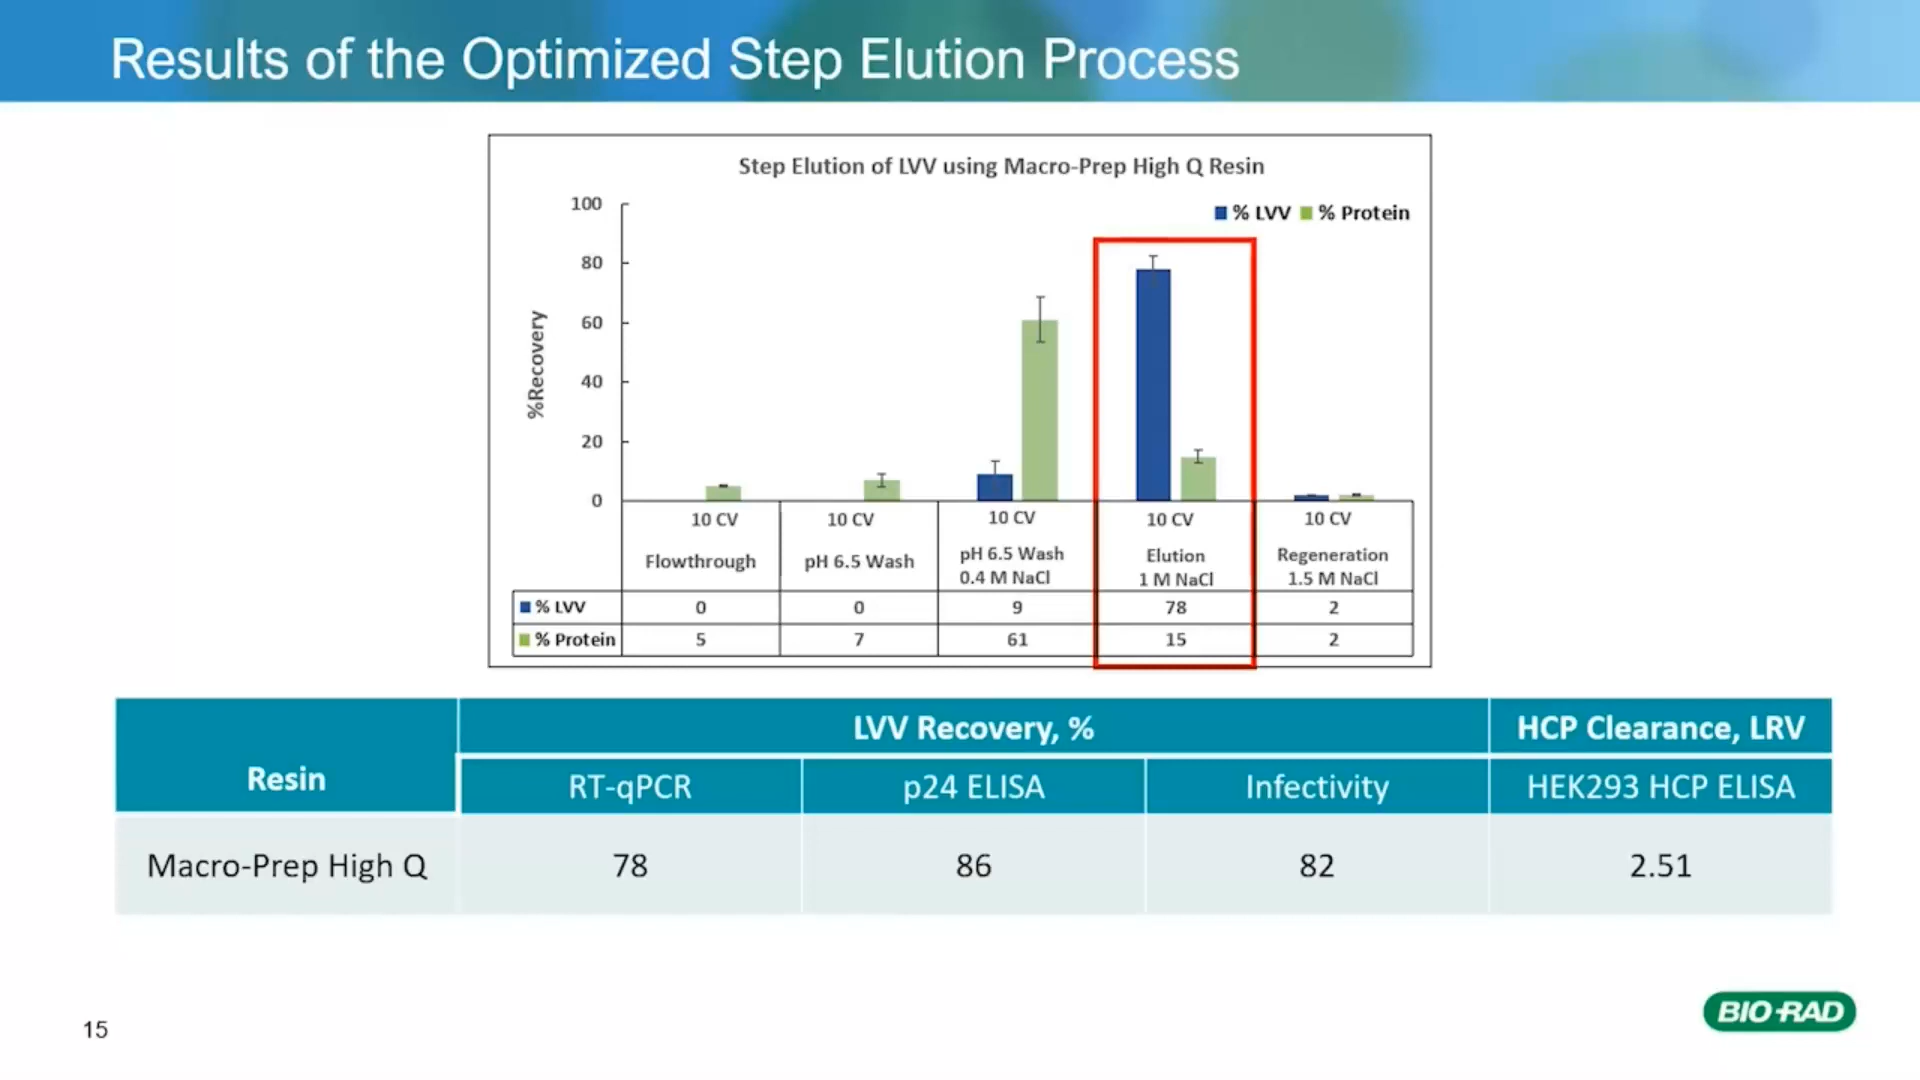 Results of the Optimized Step Elution Process
Step Elution of LVV using Macro-Prep High Q Resin
% LVV % Protein
%Recovery
100
80
60
40
20
0
10 CV 10 CV 10 CV 10 CV 10 CV
Flowthrough pH 6.5 Wash pH 6.5 Wash Elution Regeneration
0.4 M NaCl 1 M NaCl 1.5 M NaCl
% LVV 0 0 9 78 2
% Protein 5 7 61 15 2
Resin LVV Recovery, % HCP Clearance, LRV
RT-qPCR p24 ELISA Infectivity HEK293 HCP ELISA
Macro-Prep High Q 78 86 82 2.51
15
BIO-RAD